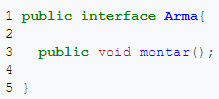 1 public interface Arma{
2
3   public void montar();
4
5 }